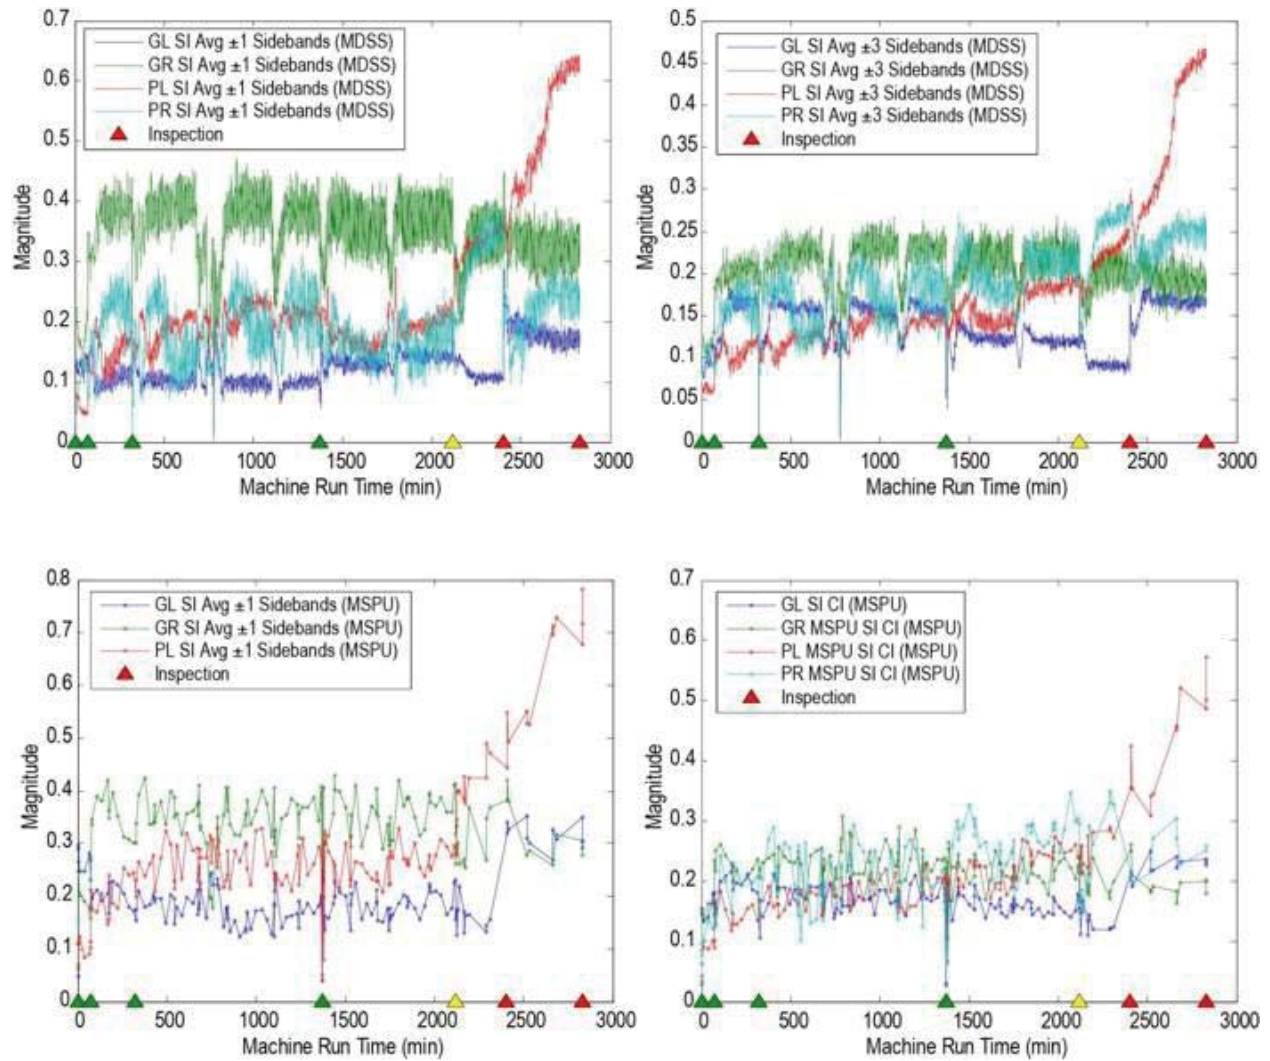 0.7
GL SI Avg ±1 Sidebands (MDSS)
GR SI Avg ±1 Sidebands (MDSS)
PL SI Avg ±1 Sidebands (MDSS)
PR SI Avg ±1 Sidebands (MDSS)
Inspection
0.6
0.5
0.4
0.3
0.2
0.1
0
Magnitude
0 500 1000 1500 2000 2500 3000
Machine Run Time (min)
0.5
GL SI Avg ±3 Sidebands (MDSS)
GR SI Avg ±3 Sidebands (MDSS)
PL SI Avg ±3 Sidebands (MDSS)
PR SI Avg ±3 Sidebands (MDSS)
Inspection
0.45
0.4
0.35
0.3
0.25
0.2
0.15
0.1
0.05
0
Magnitude
0 500 1000 1500 2000 2500 3000
Machine Run Time (min)
0.8
GL SI Avg ±1 Sidebands (MSPU)
GR SI Avg ±1 Sidebands (MSPU)
PL SI Avg ±1 Sidebands (MSPU)
Inspection
0.7
0.6
0.5
0.4
0.3
0.2
0.1
0
Magnitude
0 500 1000 1500 2000 2500 3000
Machine Run Time (min)
0.7
GL SI CI (MSPU)
GR MSPU SI CI (MSPU)
PL MSPU SI CI (MSPU)
PR MSPU SI CI (MSPU)
Inspection
0.6
0.5
0.4
0.3
0.2
0.1
0
Magnitude
0 500 1000 1500 2000 2500 3000
Machine Run Time (min)